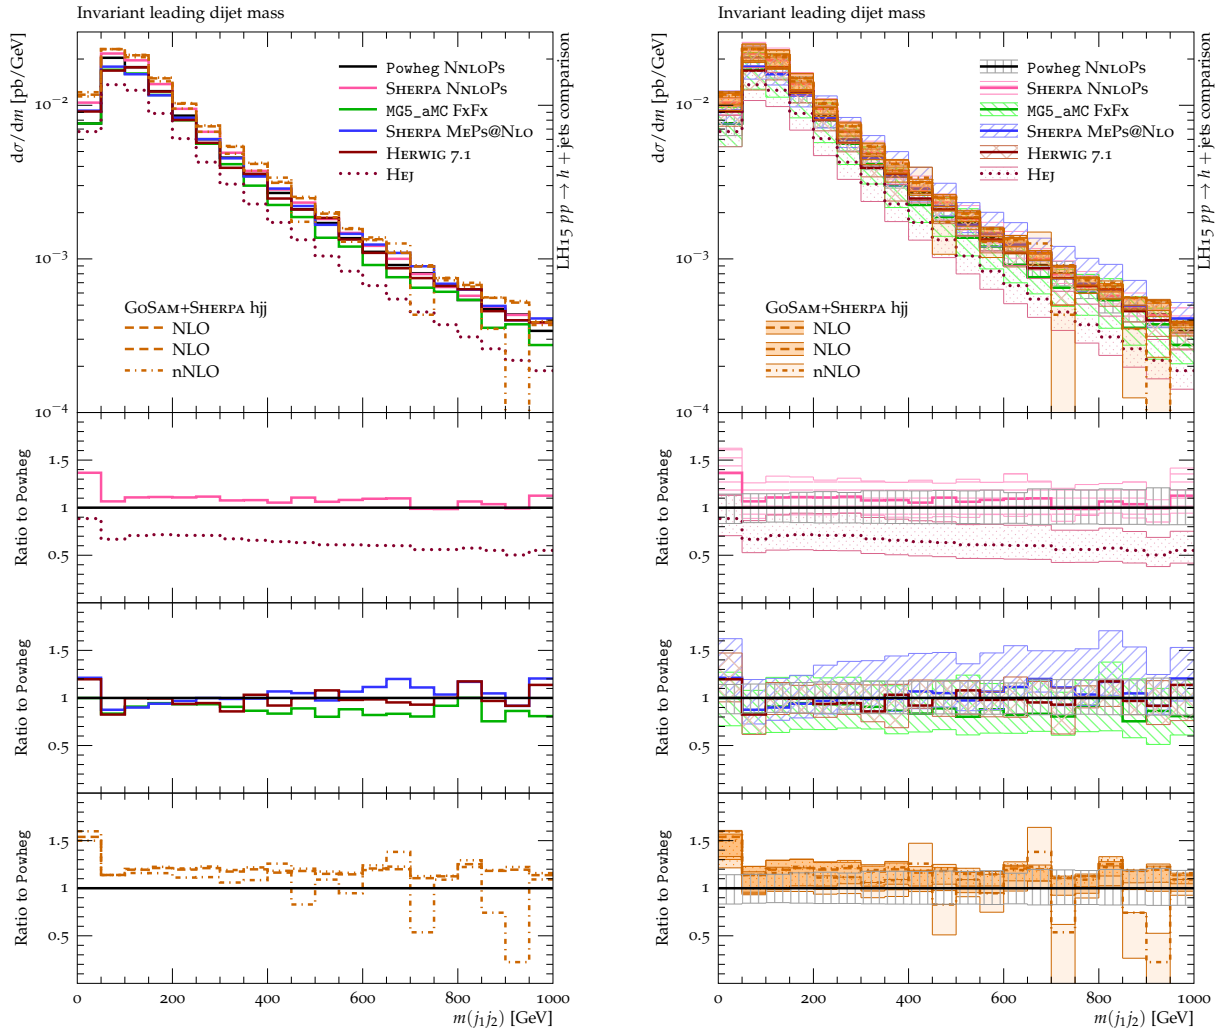 Invariant leading dijet mass
dσ/dm [pb/GeV]
10⁻²
10⁻³
10⁻⁴
Powheg NNLOPS
SHERPA NNLOPS
MG5_aMC FxFx
SHERPA MEPS@NLO
HERWIG 7.1
HEJ
GOSAM+SHERPA hjj
NLO
NLO
nNLO
LH15 pp → h + jets comparison
Ratio to Powheg
1.5
1
0.5
Ratio to Powheg
1.5
1
0.5
Ratio to Powheg
1.5
1
0.5
0 200 400 600 800 1000
m(j₁j₂) [GeV]
Invariant leading dijet mass
dσ/dm [pb/GeV]
10⁻²
10⁻³
10⁻⁴
Powheg NNLOPS
SHERPA NNLOPS
MG5_aMC FxFx
SHERPA MEPS@NLO
HERWIG 7.1
HEJ
GOSAM+SHERPA hjj
NLO
NLO
nNLO
LH15 pp → h + jets comparison
Ratio to Powheg
1.5
1
0.5
Ratio to Powheg
1.5
1
0.5
Ratio to Powheg
1.5
1
0.5
0 200 400 600 800 1000
m(j₁j₂) [GeV]